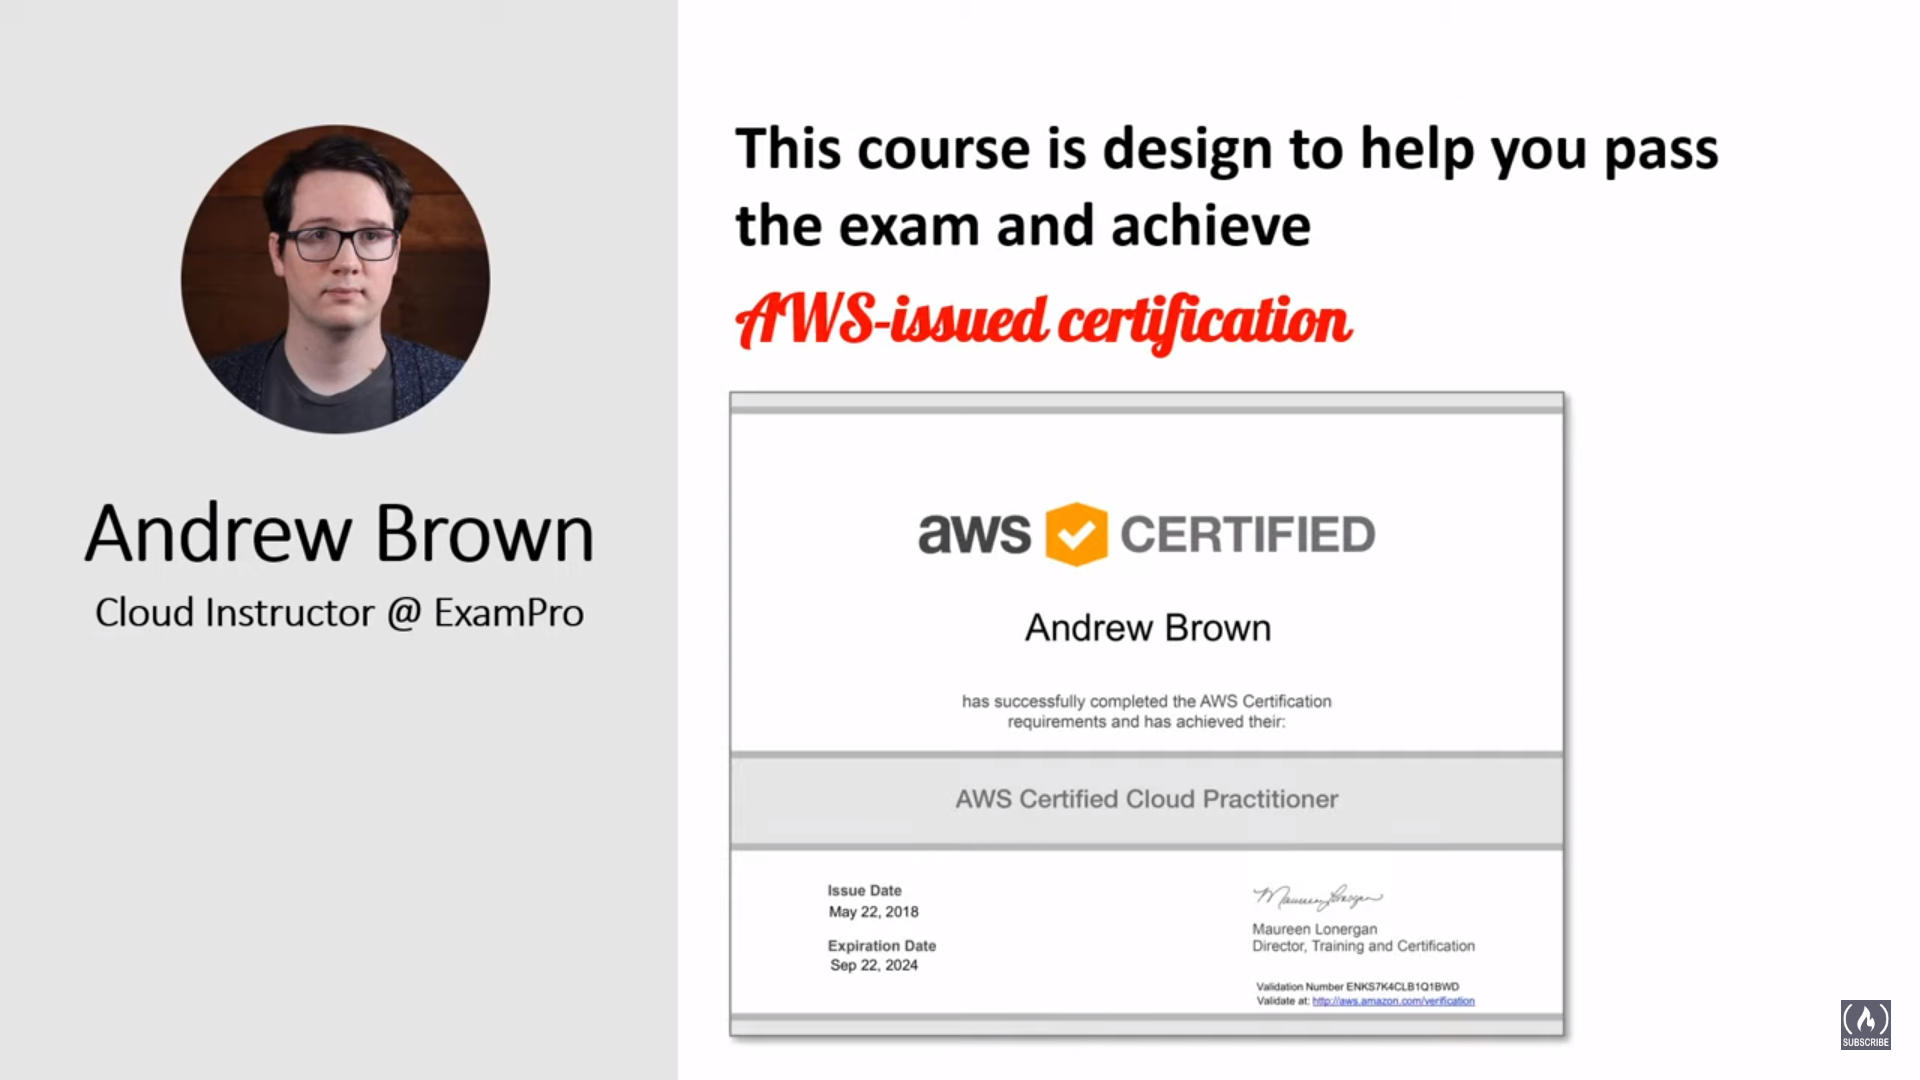 Andrew Brown
Cloud Instructor @ ExamPro
This course is design to help you pass
the exam and achieve
AWS-issued certification
aws CERTIFIED
Andrew Brown
has successfully completed the AWS Certification
requirements and has achieved their:
AWS Certified Cloud Practitioner
Issue Date
May 22, 2018
Expiration Date
Sep 22, 2024
Maureen Lonergan
Maureen Lonergan
Director, Training and Certification
Validation Number ENKS7K4CLB1Q1BWD
Validate at: http://aws.amazon.com/verification
SUBSCRIBE